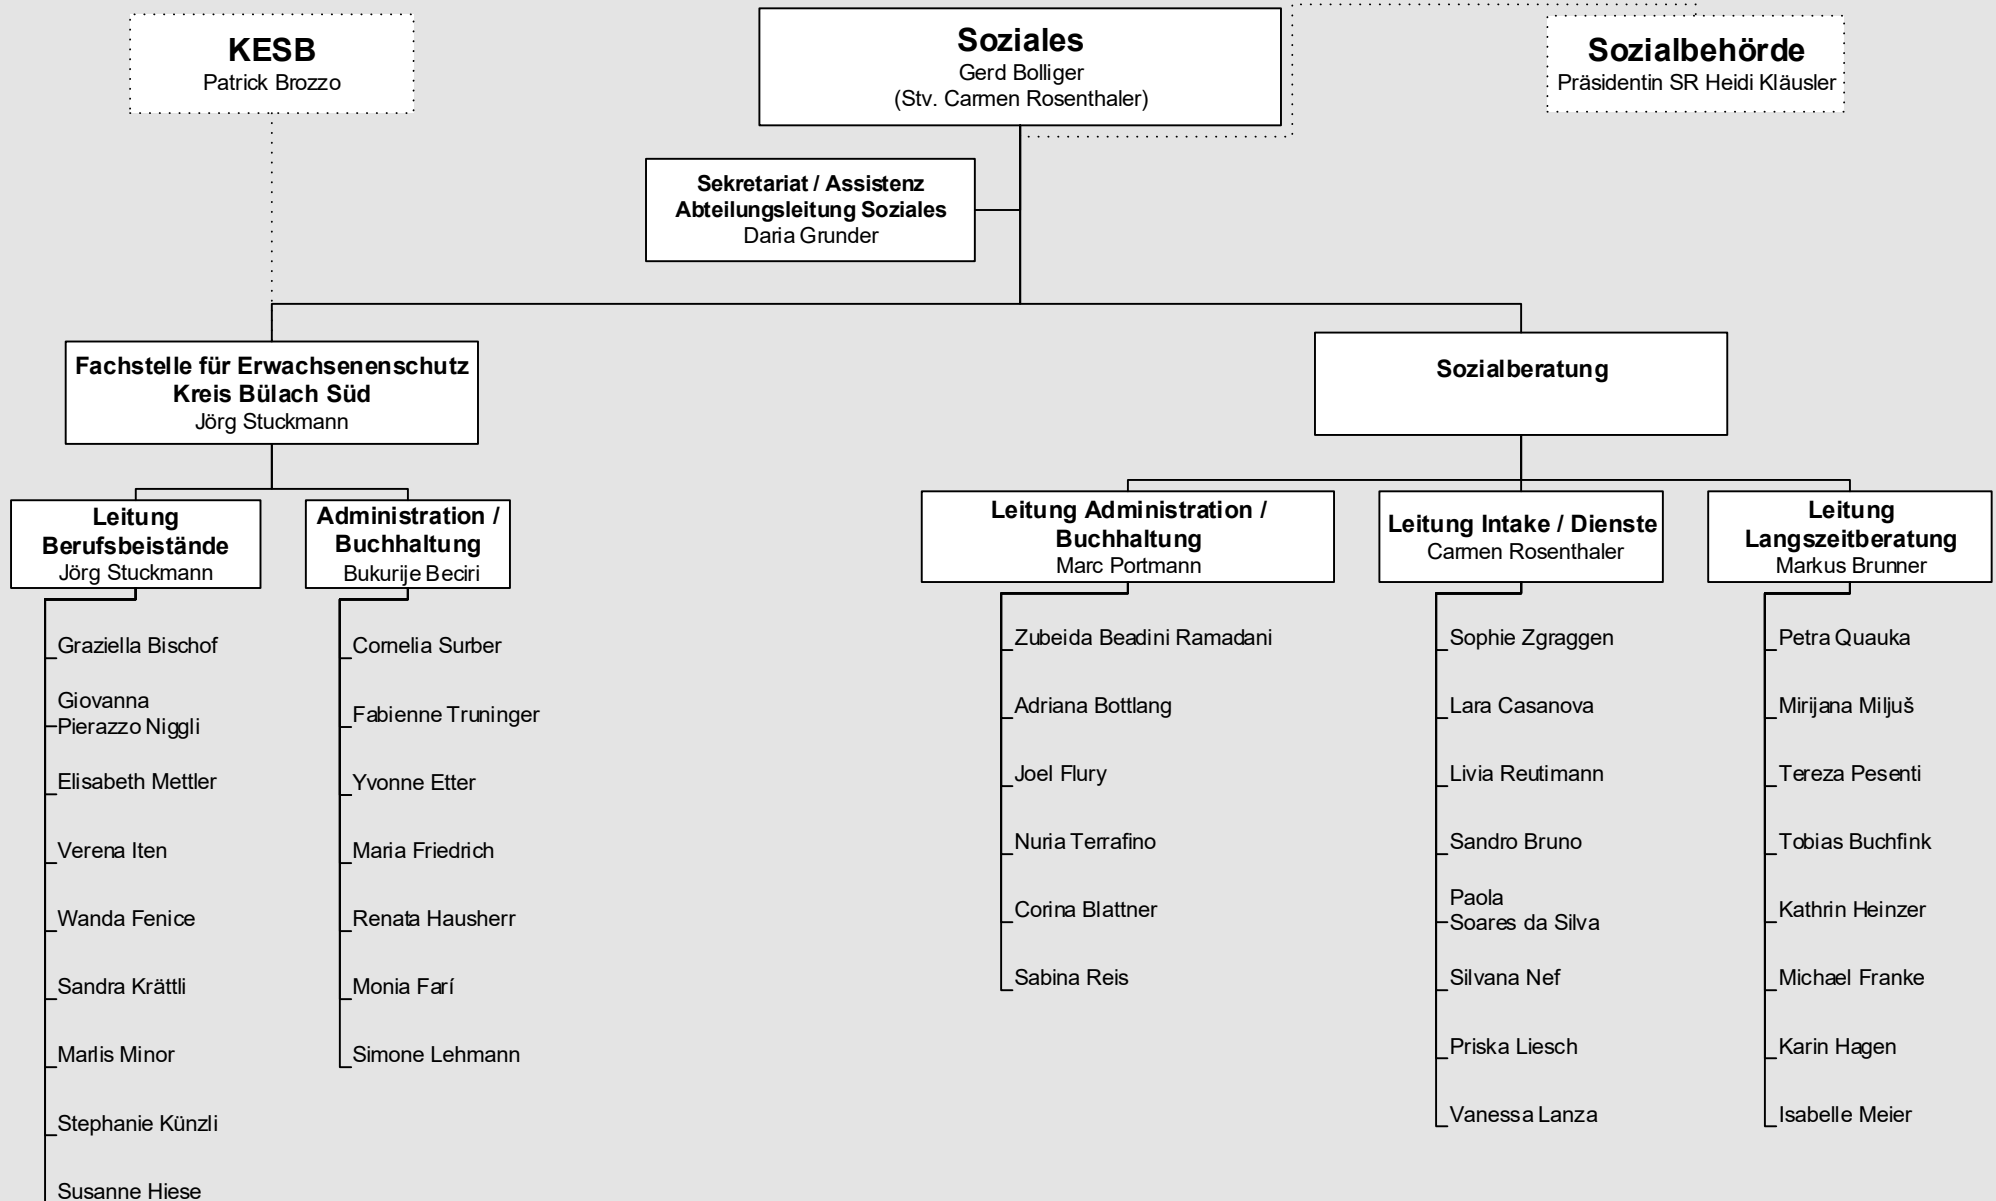 KESB
Patrick Brozzo
Soziales
Gerd Bolliger
(Stv. Carmen Rosenthaler)
Sozialbehörde
Präsidentin SR Heidi Kläusler
Sekretariat / Assistenz
Abteilungsleitung Soziales
Daria Grunder
Fachstelle für Erwachsenenschutz
Kreis Bülach Süd
Jörg Stuckmann
Sozialberatung
Leitung
Berufsbeistände
Jörg Stuckmann
Graziella Bischof
Giovanna
Pierazzo Niggli
Elisabeth Mettler
Verena Iten
Wanda Fenice
Sandra Krättli
Marlis Minor
Stephanie Künzli
Susanne Hiese
Administration /
Buchhaltung
Bukurije Beciri
Cornelia Surber
Fabienne Truninger
Yvonne Etter
Maria Friedrich
Renata Hausherr
Monia Farí
Simone Lehmann
Leitung Administration /
Buchhaltung
Marc Portmann
Zubeida Beadini Ramadani
Adriana Bottlang
Joel Flury
Nuria Terrafino
Corina Blattner
Sabina Reis
Leitung Intake / Dienste
Carmen Rosenthaler
Sophie Zgraggen
Lara Casanova
Livia Reutimann
Sandro Bruno
Paola
Soares da Silva
Silvana Nef
Priska Liesch
Vanessa Lanza
Leitung
Langszeitberatung
Markus Brunner
Petra Quauka
Mirijana Miljuš
Tereza Pesenti
Tobias Buchfink
Kathrin Heinzer
Michael Franke
Karin Hagen
Isabelle Meier